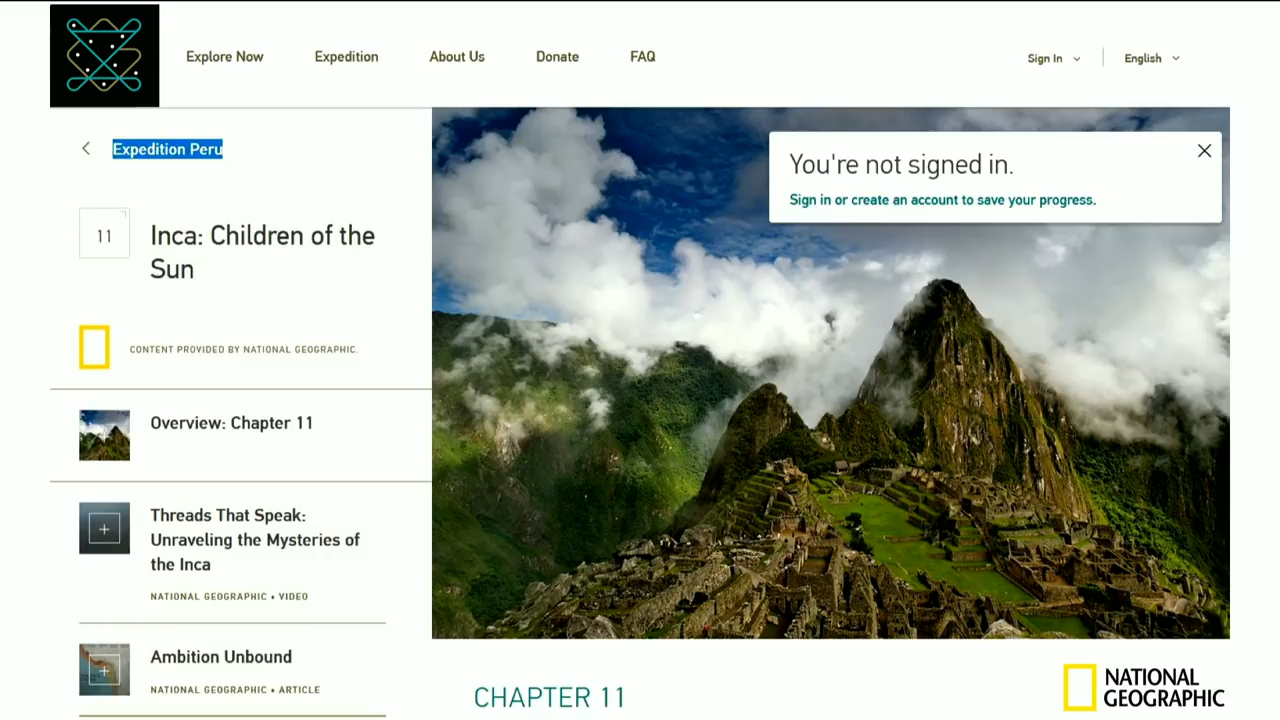 Explore Now
Expedition
About Us
Donate
FAQ
Sign In
English
Expedition Peru
11
Inca: Children of the
Sun
CONTENT PROVIDED BY NATIONAL GEOGRAPHIC.
Overview: Chapter 11
Threads That Speak:
Unraveling the Mysteries of
the Inca
NATIONAL GEOGRAPHIC • VIDEO
Ambition Unbound
NATIONAL GEOGRAPHIC • ARTICLE
You're not signed in.
Sign in or create an account to save your progress.
CHAPTER 11
NATIONAL
GEOGRAPHIC